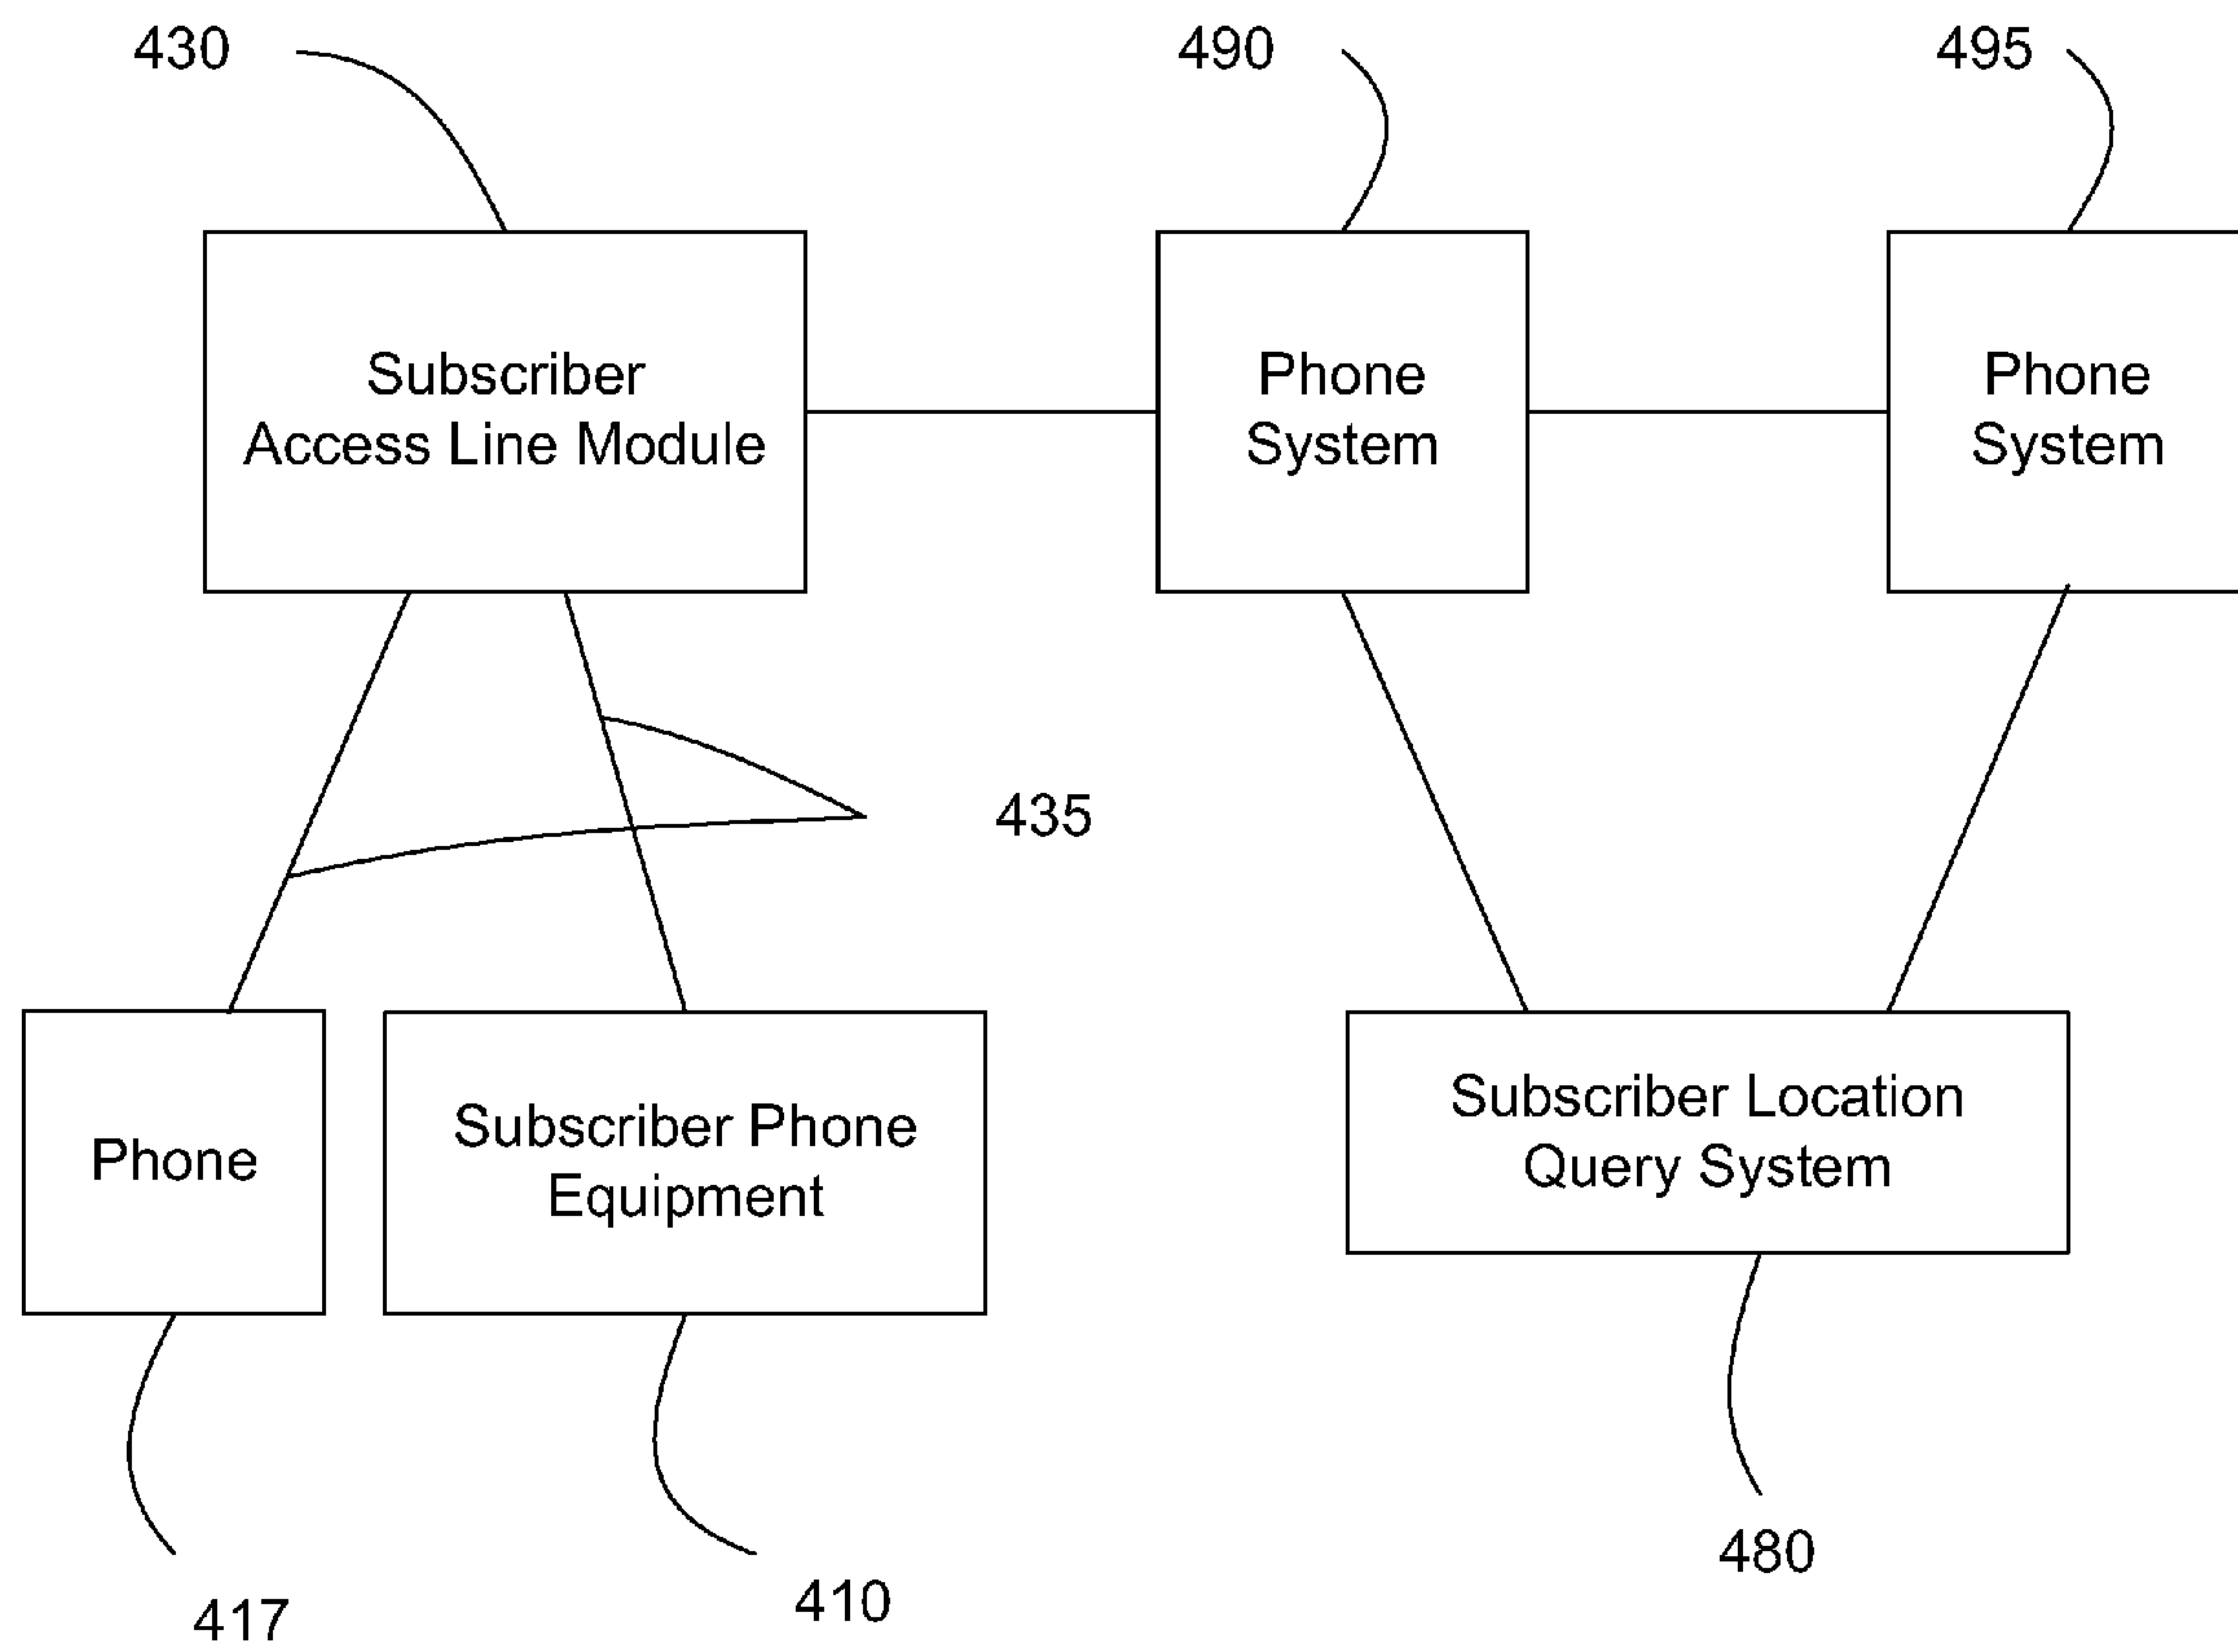 430
490
495
Subscriber
Access Line Module
Phone
System
Phone
System
435
Phone
Subscriber Phone
Equipment
Subscriber Location
Query System
417
410
480